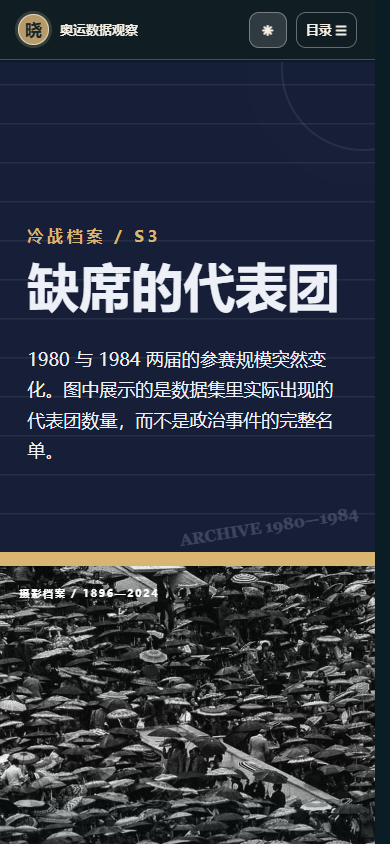 晓 奥运数据观察
目录
冷战档案 / S3
缺席的代表团
1980 与 1984 两届的参赛规模突然变
化。图中展示的是数据集里实际出现的
代表团数量，而不是政治事件的完整名
单。
ARCHIVE 1980—1984
摄影档案 / 1896—2024